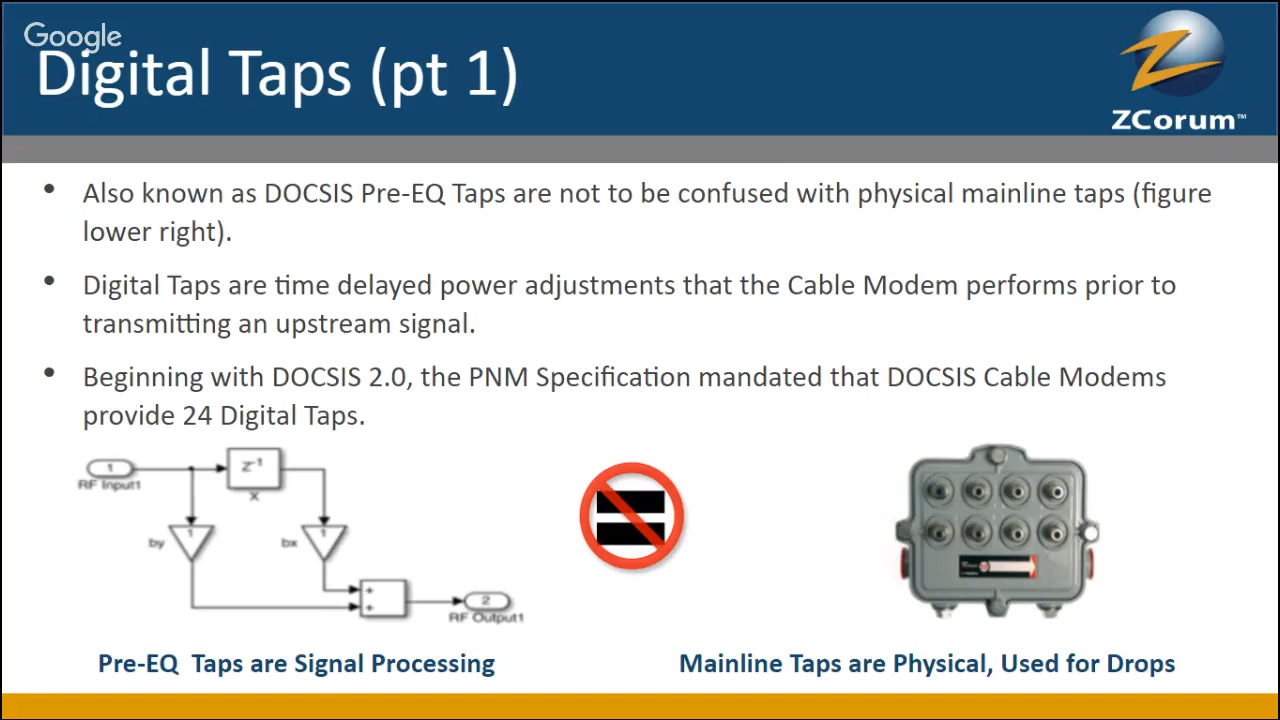 Google
Digital Taps (pt 1)
ZCorum™
• Also known as DOCSIS Pre-EQ Taps are not to be confused with physical mainline taps (figure
lower right).
• Digital Taps are time delayed power adjustments that the Cable Modem performs prior to
transmitting an upstream signal.
• Beginning with DOCSIS 2.0, the PNM Specification mandated that DOCSIS Cable Modems
provide 24 Digital Taps.
1
RF Input1
Z-1
X
by
1
bx
1
+
+
2
RF Output1
Pre-EQ Taps are Signal Processing
Mainline Taps are Physical, Used for Drops